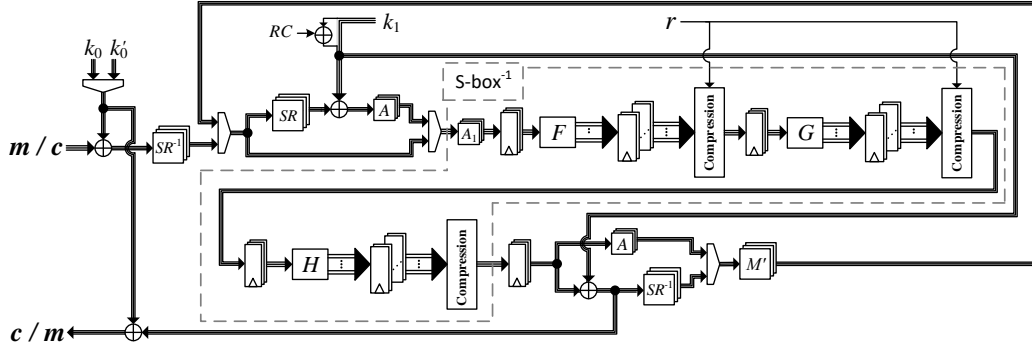 RC
k₁
r
k₀ k₀′
S-box⁻¹
m / c
SR⁻¹
SR
A
A₁
F
Compression
G
Compression
H
Compression
A
SR⁻¹
M′
c / m